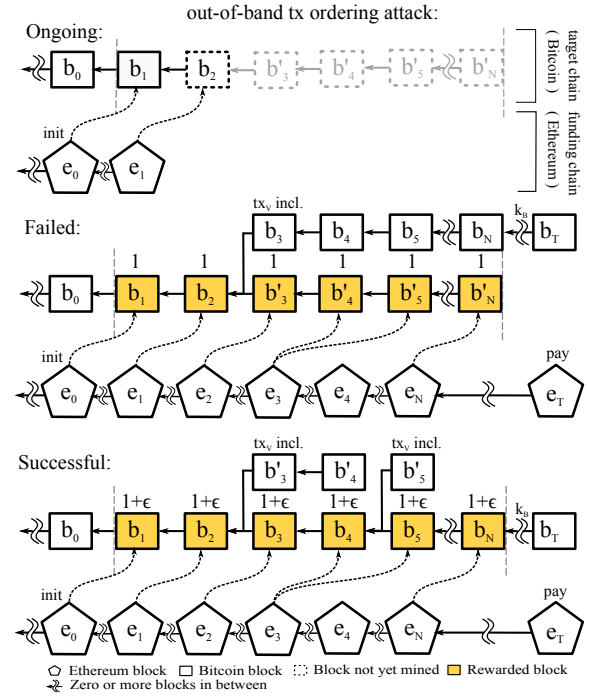 out-of-band tx ordering attack:
Ongoing:
b0 b1 b2 b'3 b'4 b'5 b'N
target chain
(Bitcoin)
funding chain
(Ethereum)
init
e0 e1
Failed:
txV incl.
b3 b4 b5 bN kB bT
1 1 1 1 1 1
b0 b1 b2 b'3 b'4 b'5 b'N
init pay
e0 e1 e2 e3 e4 eN eT
Successful:
txV incl. txV incl.
b'3 b'4 b'5
1+ϵ 1+ϵ 1+ϵ 1+ϵ 1+ϵ 1+ϵ
b0 b1 b2 b3 b4 b5 bN kB bT
init pay
e0 e1 e2 e3 e4 eN eT
Ethereum block Bitcoin block Block not yet mined Rewarded block
Zero or more blocks in between